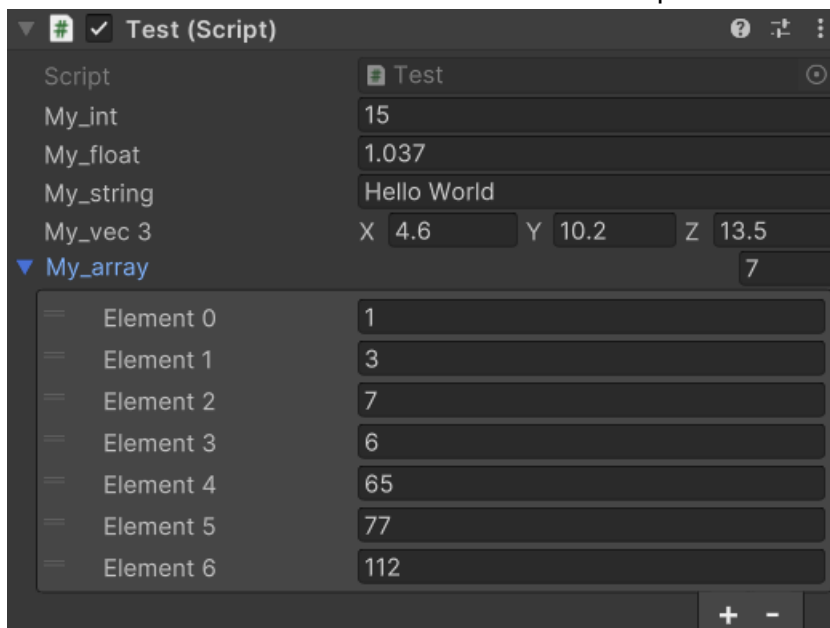 Test (Script)
Script Test
My_int 15
My_float 1.037
My_string Hello World
My_vec 3 X 4.6 Y 10.2 Z 13.5
My_array 7
Element 0 1
Element 1 3
Element 2 7
Element 3 6
Element 4 65
Element 5 77
Element 6 112
+ -